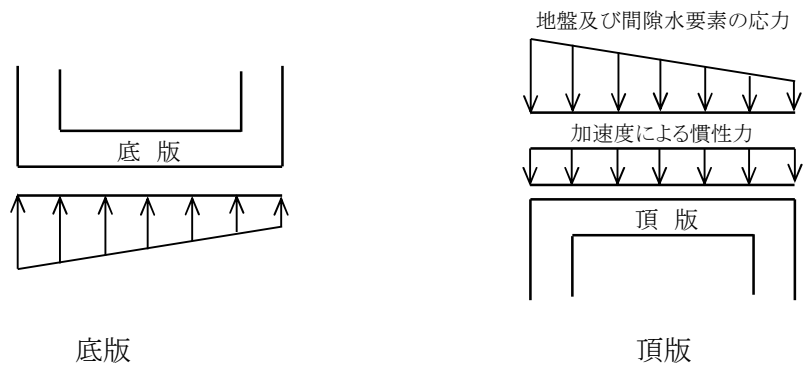 地盤及び間隙水要素の応力
加速度による慣性力
底 版
頂 版
底版
頂版